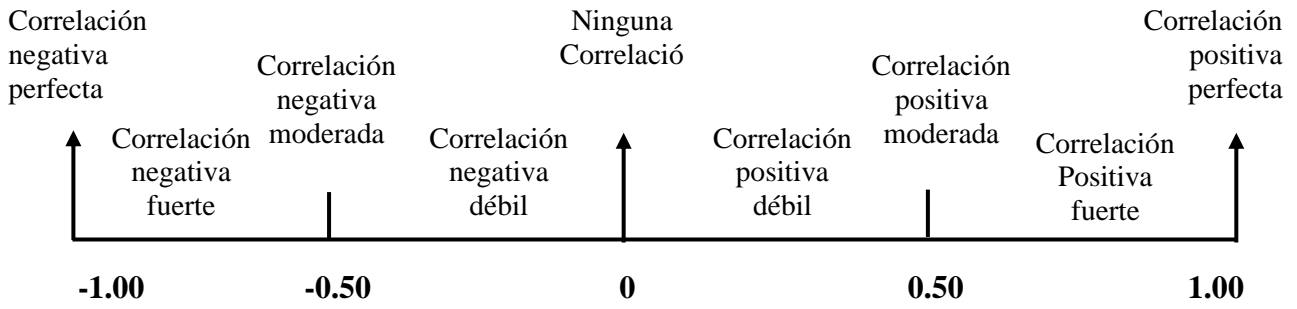 Correlación
negativa
perfecta
Correlación
negativa
fuerte
Correlación
negativa
moderada
Correlación
negativa
débil
Ninguna
Correlació
Correlación
positiva
débil
Correlación
positiva
moderada
Correlación
Positiva
fuerte
Correlación
positiva
perfecta
-1.00 -0.50 0 0.50 1.00